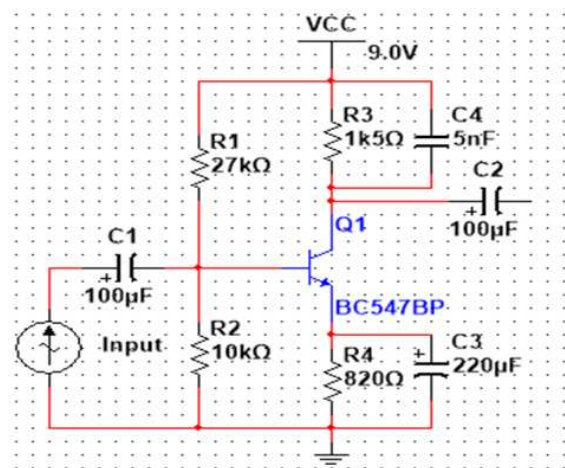 VCC
9.0V
R3
1k5Ω
C4
5nF
R1
27kΩ
C2
+
100µF
Q1
C1
+
100µF
BC547BP
Input
R2
10kΩ
R4
820Ω
+
C3
220µF